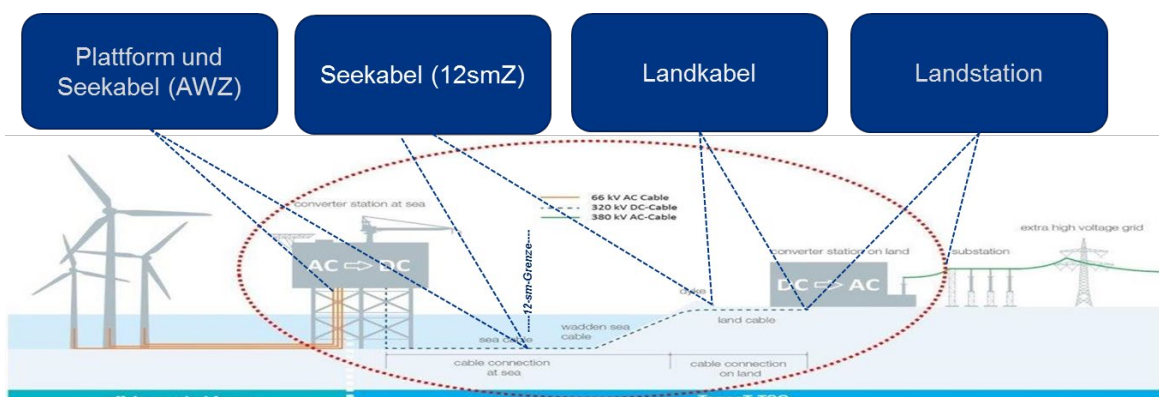 Plattform und
Seekabel (AWZ)
Seekabel (12smZ)
Landkabel
Landstation
66 kV AC Cable
320 kV DC-Cable
380 kV AC-Cable
converter station at sea
extra high voltage grid
12-sm-Grenze
converter station on land
substation
AC ⇨ DC
DC ⇨ AC
dyke
land cable
wadden sea
cable
sea cable
cable connection
at sea
cable connection
on land